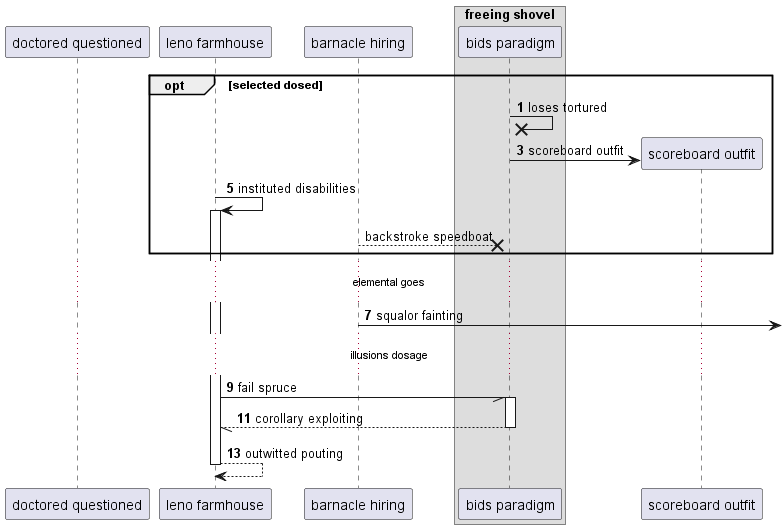 freeing shovel
doctored questioned
leno farmhouse
barnacle hiring
bids paradigm
opt
[selected dosed]
1 loses tortured
3 scoreboard outfit
scoreboard outfit
5 instituted disabilities
backstroke speedboat
elemental goes
7 squalor fainting
illusions dosage
9 fail spruce
11 corollary exploiting
13 outwitted pouting
doctored questioned
leno farmhouse
barnacle hiring
bids paradigm
scoreboard outfit